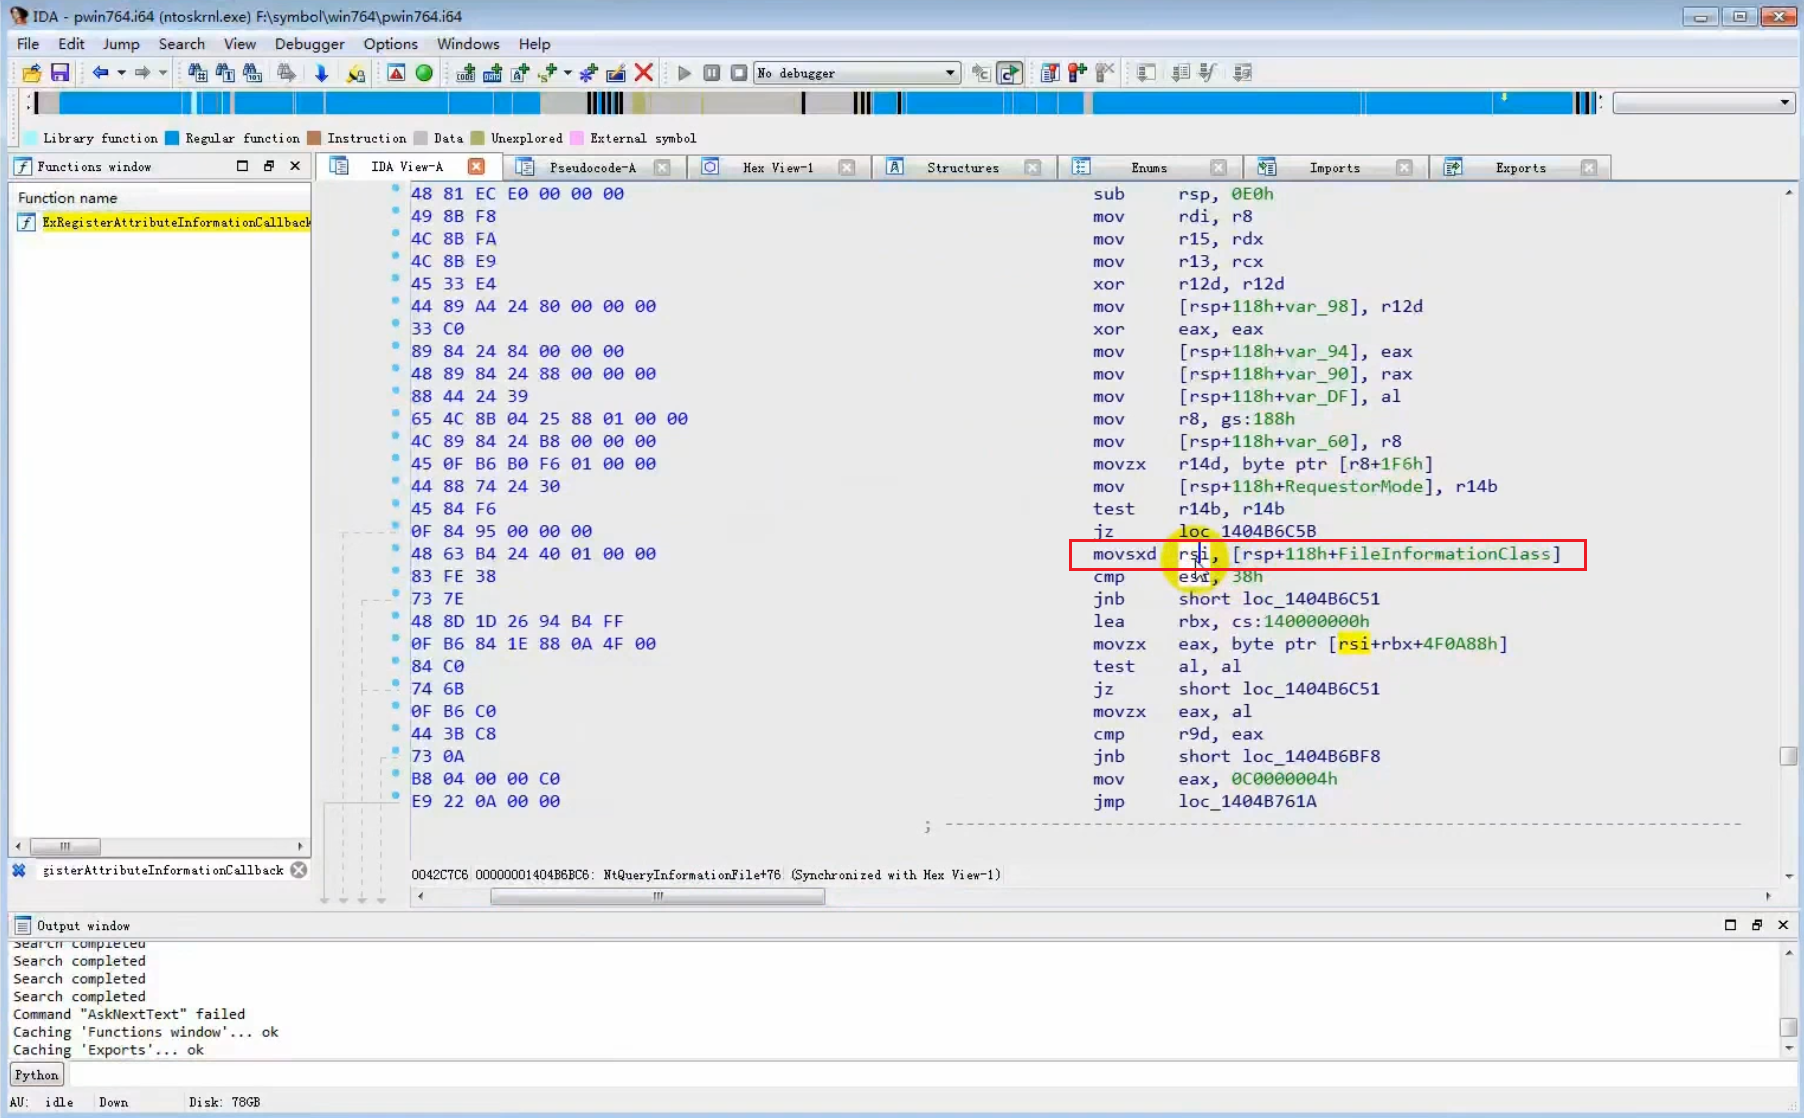 IDA - pwin764.i64 (ntoskrnl.exe) F:\symbol\win764\pwin764.i64
File Edit Jump Search View Debugger Options Windows Help
No debugger
Library function Regular function Instruction Data Unexplored External symbol
Functions window
IDA View-A Pseudocode-A Hex View-1 Structures Enums Imports Exports
Function name
ExRegisterAttributeInformationCallback
48 81 EC E0 00 00 00 sub rsp, 0E0h
49 8B F8 mov rdi, r8
4C 8B FA mov r15, rdx
4C 8B E9 mov r13, rcx
45 33 E4 xor r12d, r12d
44 89 A4 24 80 00 00 00 mov [rsp+118h+var_98], r12d
33 C0 xor eax, eax
89 84 24 84 00 00 00 mov [rsp+118h+var_94], eax
48 89 84 24 88 00 00 00 mov [rsp+118h+var_90], rax
88 44 24 39 mov [rsp+118h+var_DF], al
65 4C 8B 04 25 88 01 00 00 mov r8, gs:188h
4C 89 84 24 B8 00 00 00 mov [rsp+118h+var_60], r8
45 0F B6 B0 F6 01 00 00 movzx r14d, byte ptr [r8+1F6h]
44 88 74 24 30 mov [rsp+118h+RequestorMode], r14b
45 84 F6 test r14b, r14b
0F 84 95 00 00 00 jz loc_1404B6C5B
48 63 B4 24 40 01 00 00 movsxd rsi, [rsp+118h+FileInformationClass]
83 FE 38 cmp esi, 38h
73 7E jnb short loc_1404B6C51
48 8D 1D 26 94 B4 FF lea rbx, cs:140000000h
0F B6 84 1E 88 0A 4F 00 movzx eax, byte ptr [rsi+rbx+4F0A88h]
84 C0 test al, al
74 6B jz short loc_1404B6C51
0F B6 C0 movzx eax, al
44 3B C8 cmp r9d, eax
73 0A jnb short loc_1404B6BF8
B8 04 00 00 C0 mov eax, 0C0000004h
E9 22 0A 00 00 jmp loc_1404B761A
; ---------------------------------------------------------------------------
gisterAttributeInformationCallback
0042C7C6 00000001404B6BC6: NtQueryInformationFile+76 (Synchronized with Hex View-1)
Output window
Search completed
Search completed
Search completed
Search completed
Command "AskNextText" failed
Caching 'Functions window'... ok
Caching 'Exports'... ok
Python
AU: idle Down Disk: 78GB